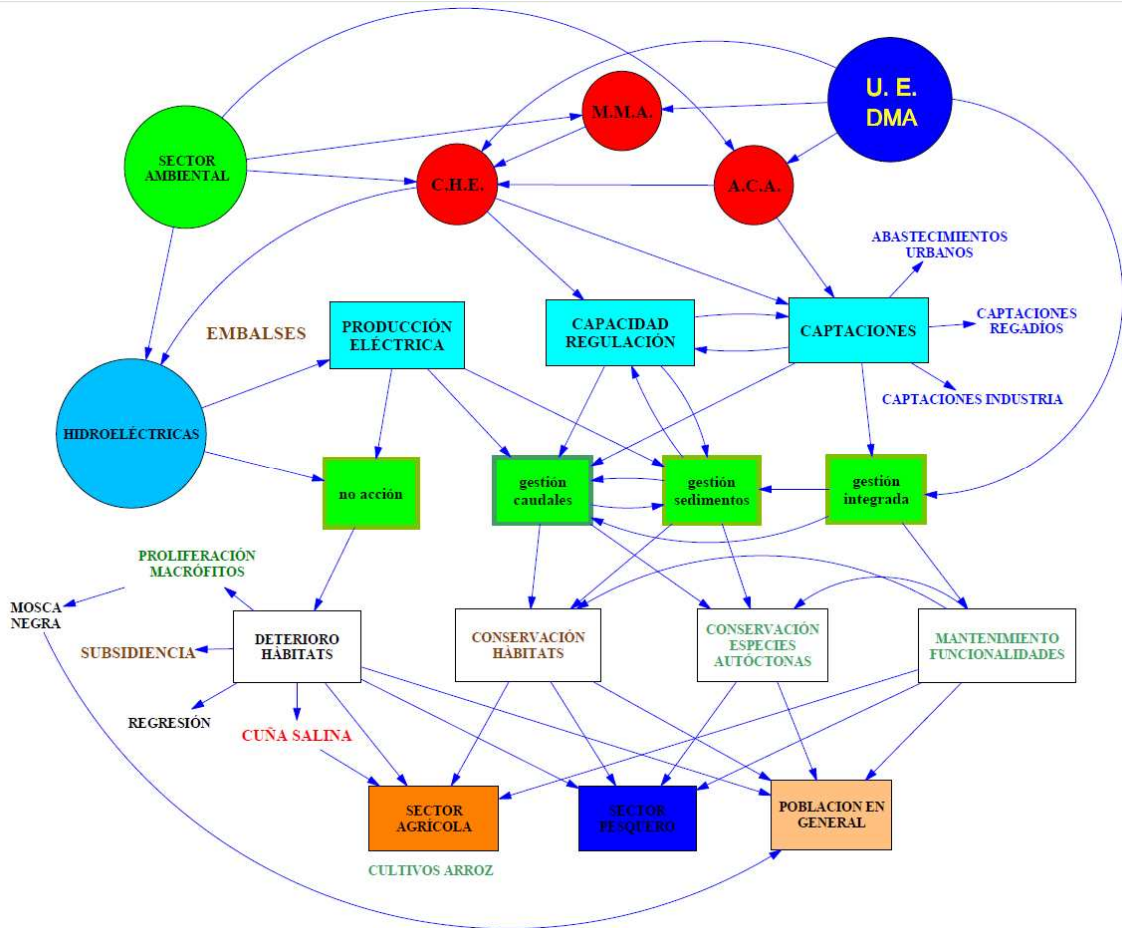 U. E.
DMA
M.M.A.
SECTOR
AMBIENTAL
C.H.E.
A.C.A.
ABASTECIMIENTOS
URBANOS
EMBALSES
PRODUCCIÓN
ELÉCTRICA
CAPACIDAD
REGULACIÓN
CAPTACIONES
CAPTACIONES
REGADÍOS
CAPTACIONES INDUSTRIA
HIDROELÉCTRICAS
no acción
gestión
caudales
gestión
sedimentos
gestión
integrada
PROLIFERACIÓN
MACRÓFITOS
MOSCA
NEGRA
SUBSIDIENCIA
DETERIORO
HÀBITATS
CONSERVACIÓN
HÀBITATS
CONSERVACIÓN
ESPECIES
AUTÓCTONAS
MANTENIMIENTO
FUNCIONALIDADES
REGRESIÓN
CUÑA SALINA
SECTOR
AGRÍCOLA
SECTOR
PESQUERO
POBLACION EN
GENERAL
CULTIVOS ARROZ